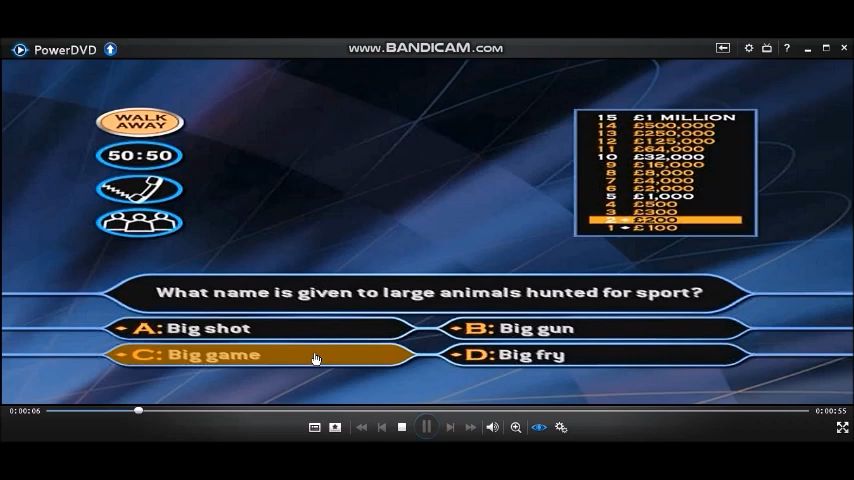 PowerDVD
www.BANDICAM.com
?
WALK
AWAY
50:50
15 £1 MILLION
14 £500,000
13 £250,000
12 £125,000
11 £64,000
10 £32,000
9 £16,000
8 £8,000
7 £4,000
6 £2,000
5 £1,000
4 £500
3 £300
2 £200
1 £100
What name is given to large animals hunted for sport?
A: Big shot
B: Big gun
C: Big game
D: Big fry
0:00:06
0:00:55